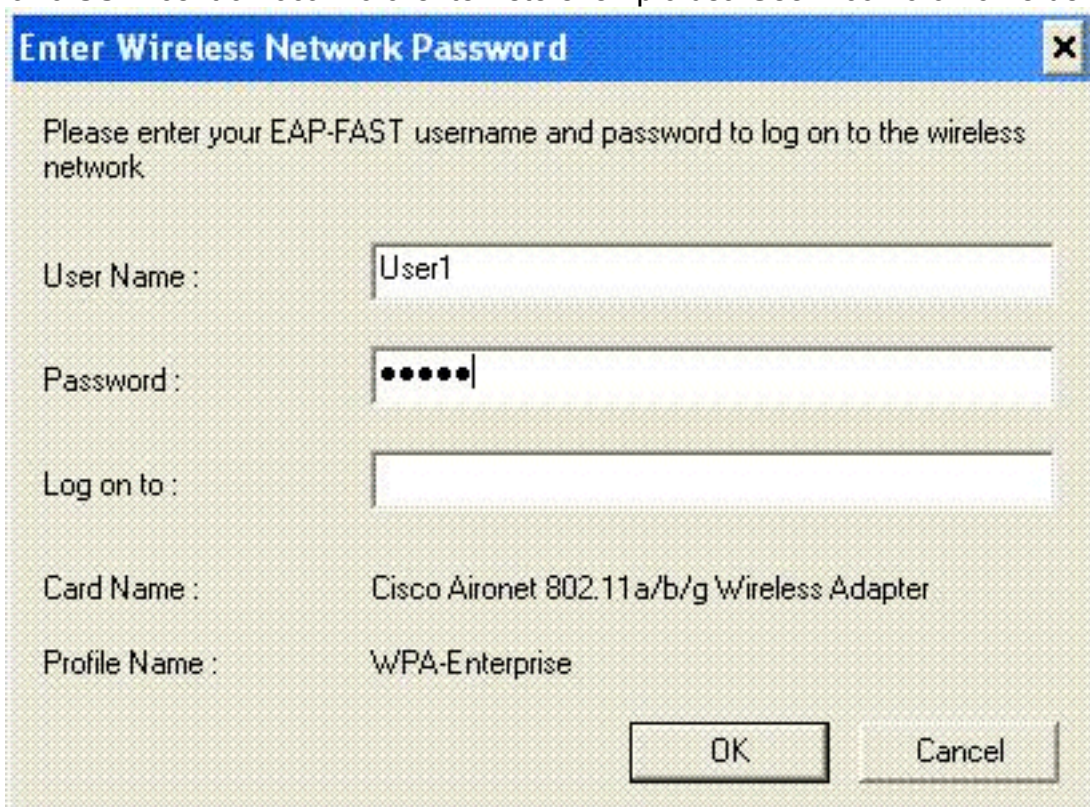 Enter Wireless Network Password
Please enter your EAP-FAST username and password to log on to the wireless
network
User Name : User1
Password : •••••
Log on to :
Card Name : Cisco Aironet 802.11a/b/g Wireless Adapter
Profile Name : WPA-Enterprise
OK Cancel